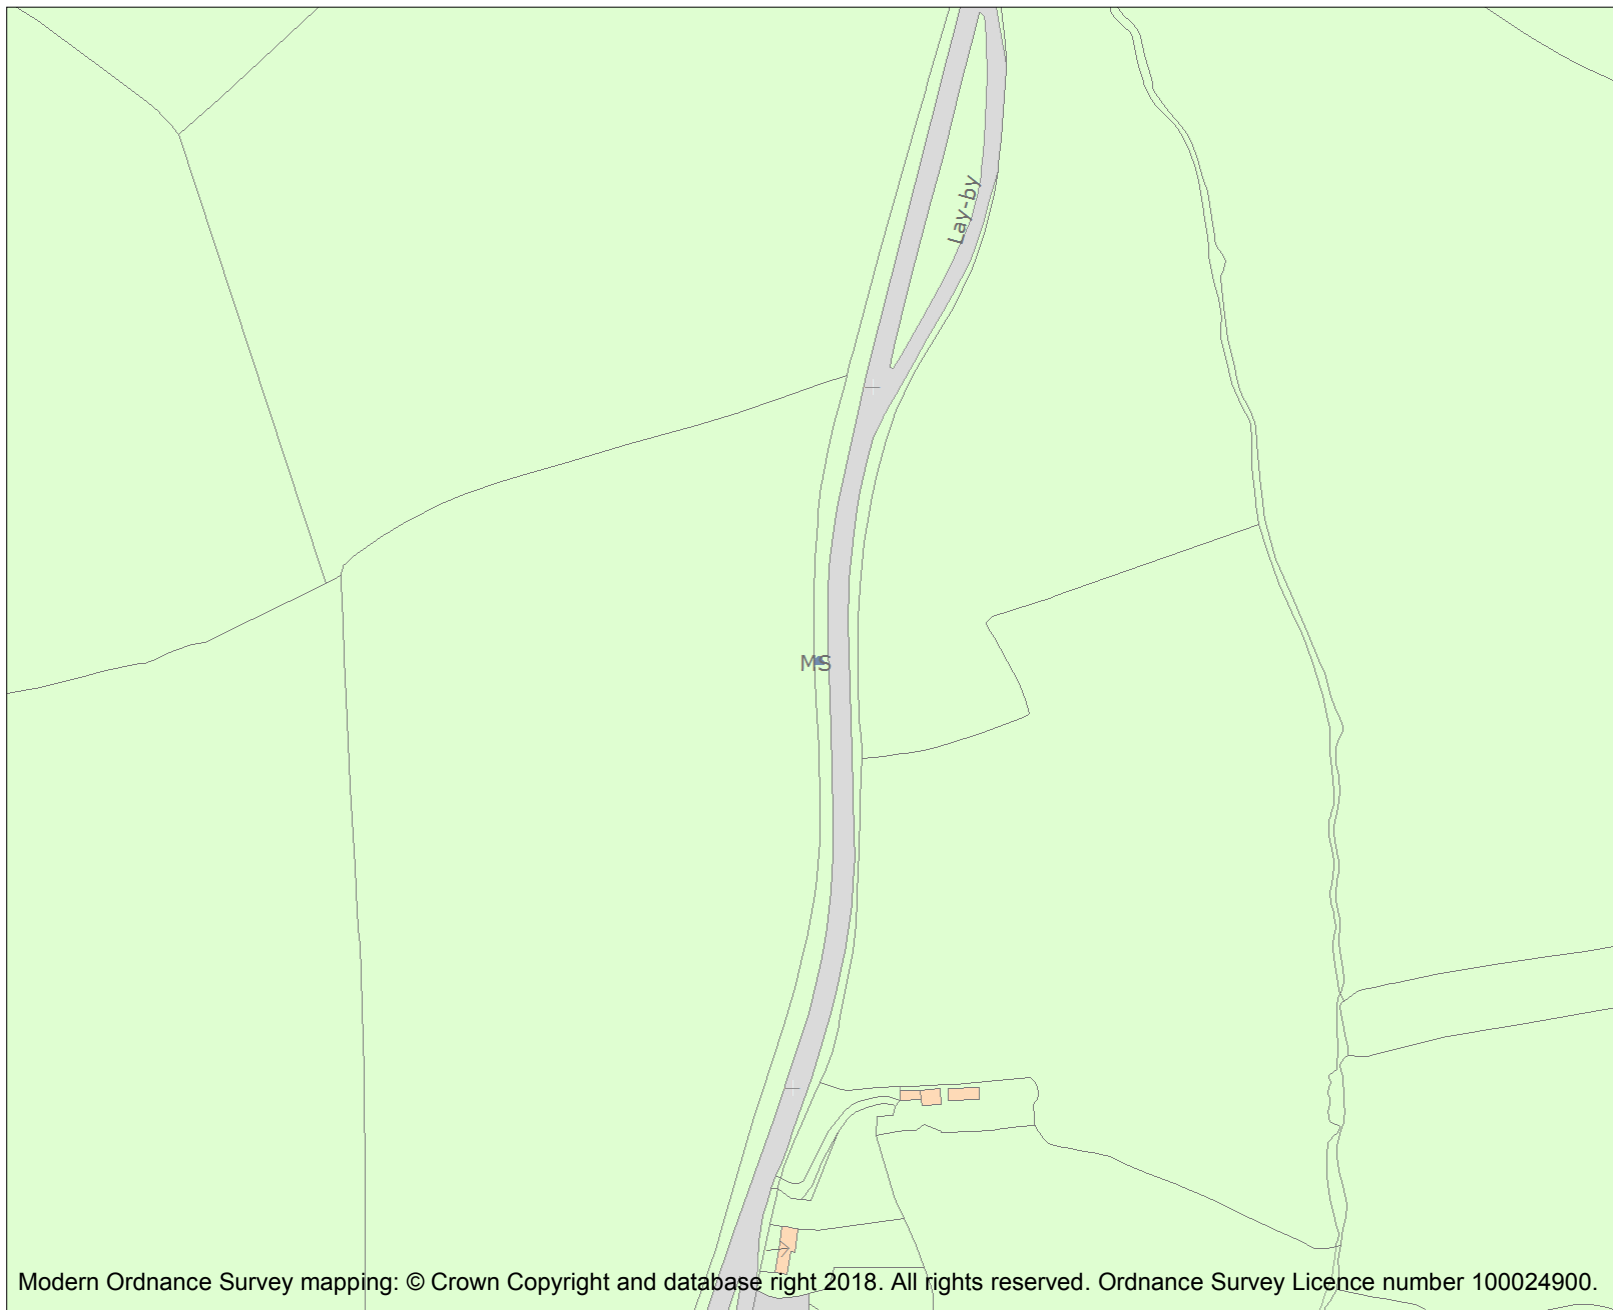 Lay-by
MS
Modern Ordnance Survey mapping: © Crown Copyright and database right 2018. All rights reserved. Ordnance Survey Licence number 100024900.